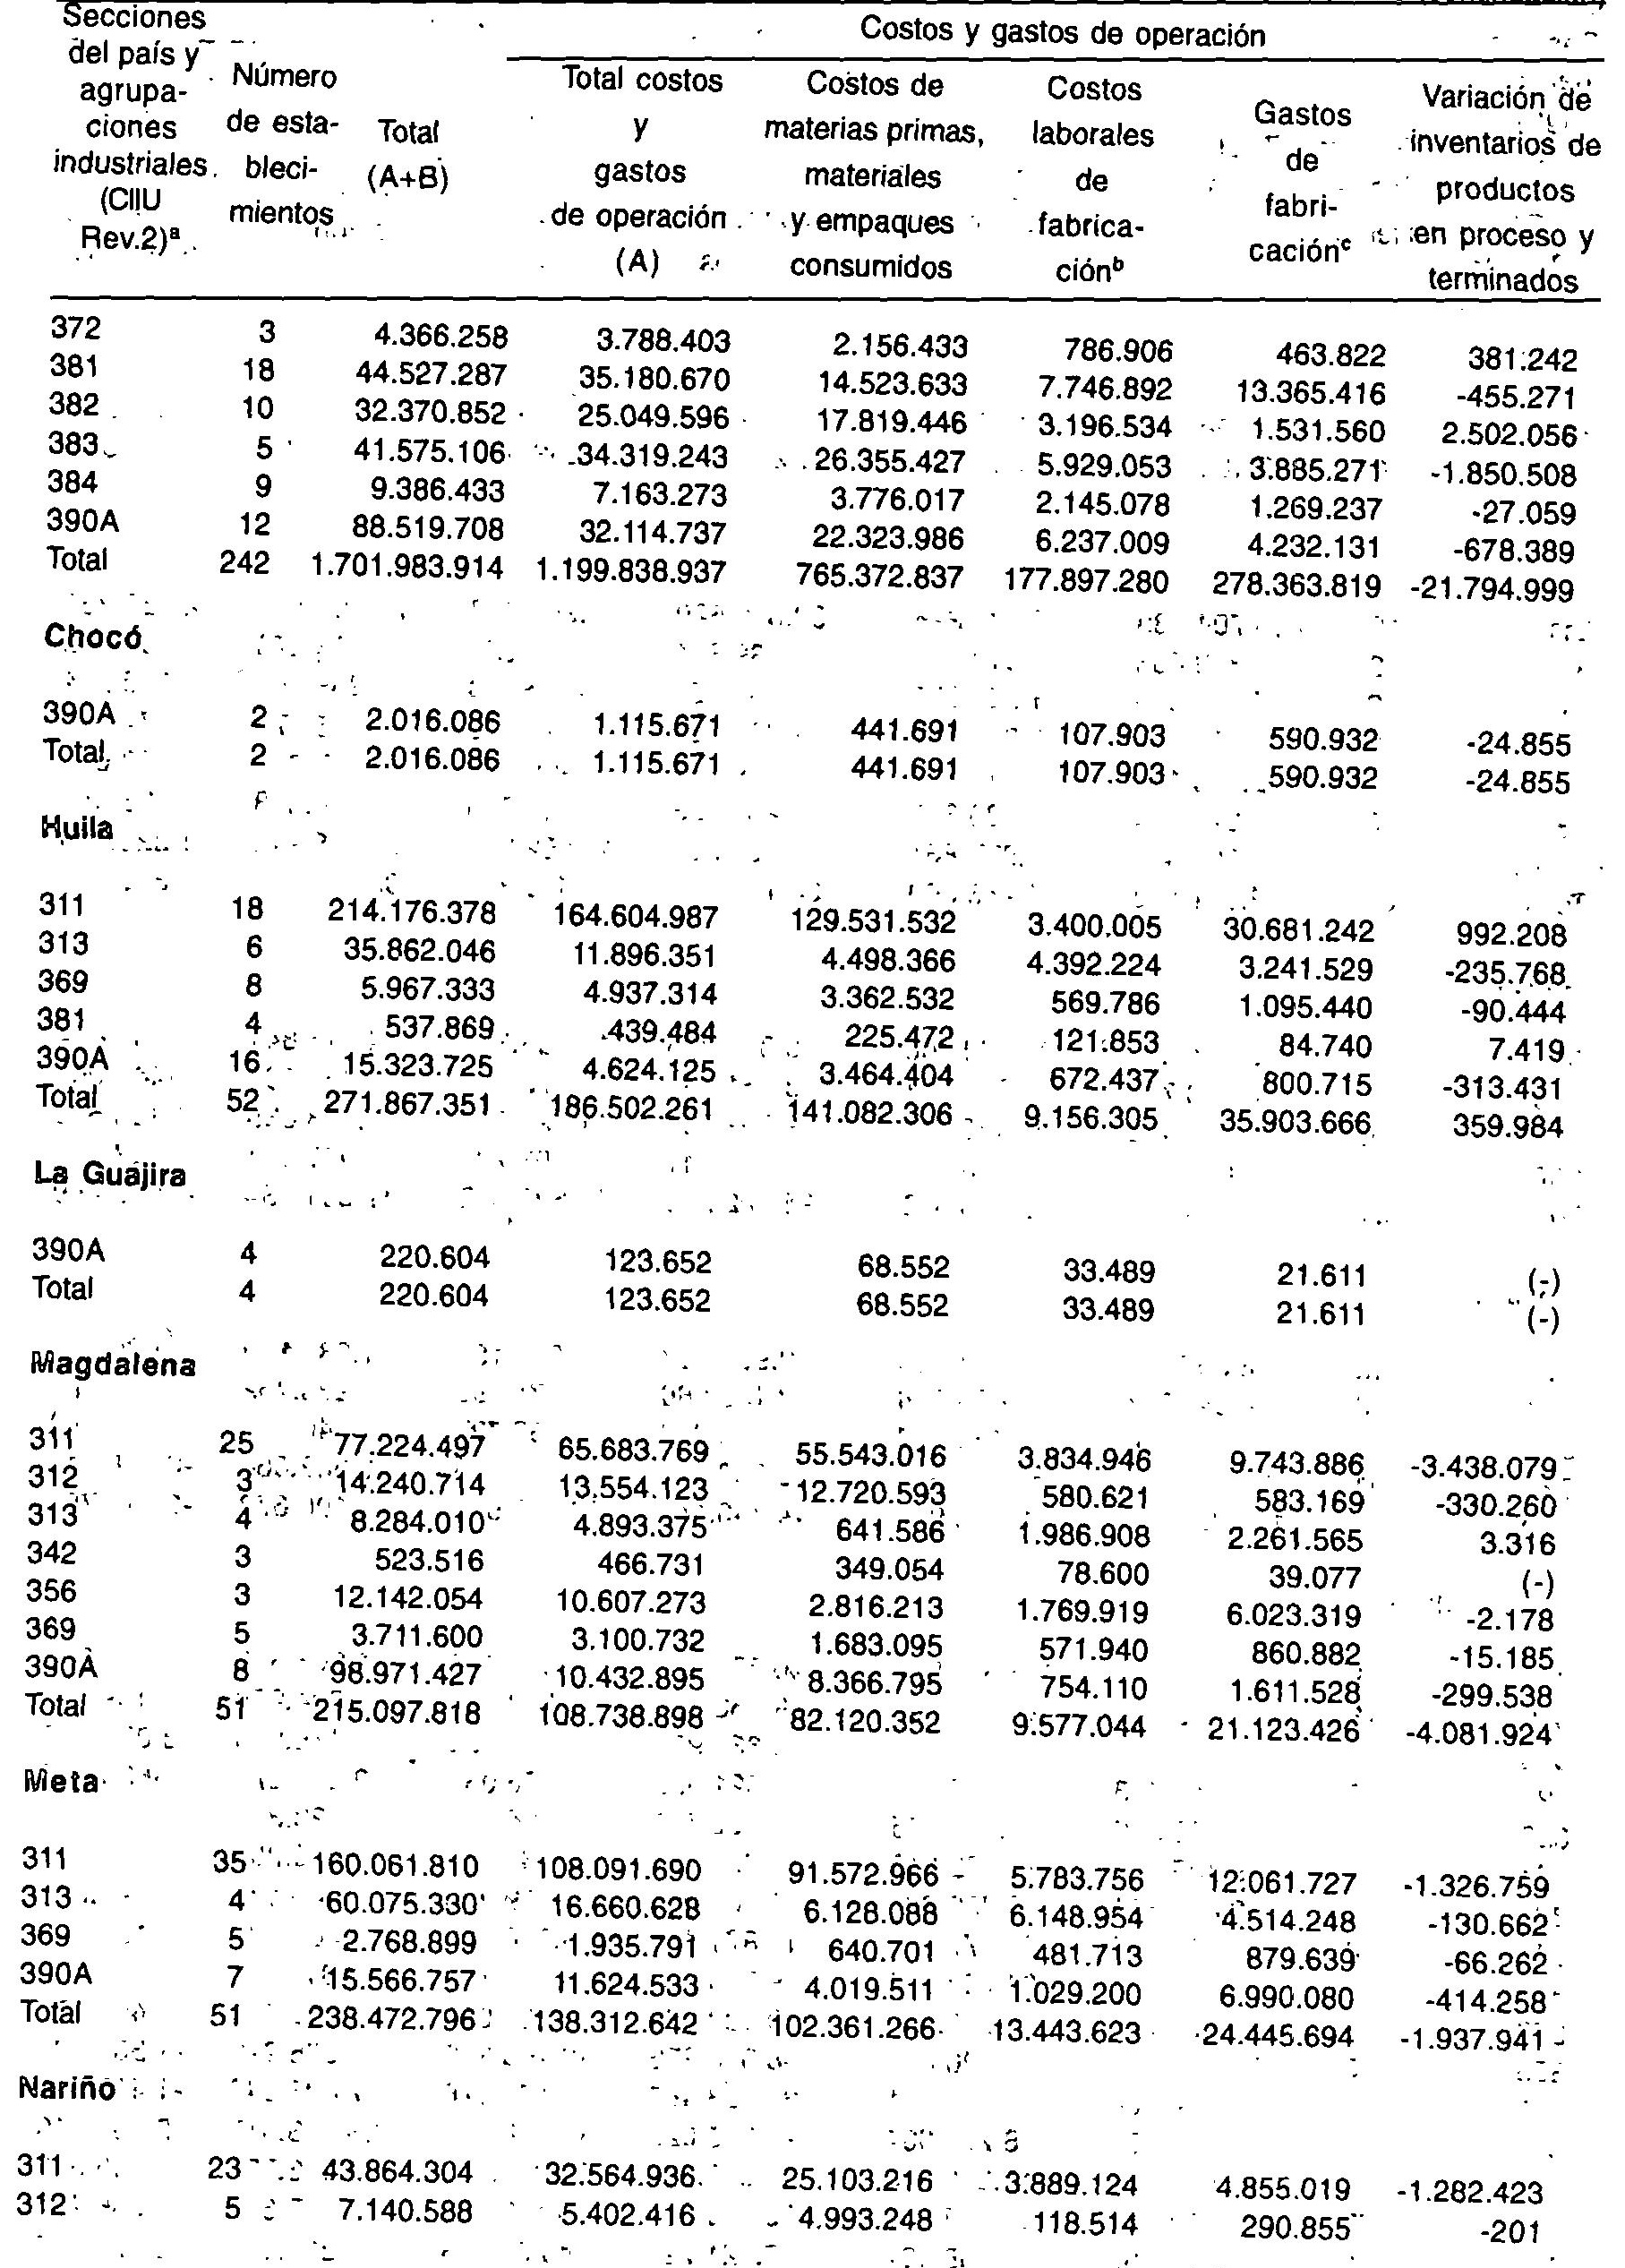 Secciones del país y agrupaciones industriales (CIIU Rev.2)ª
Número de establecimientos
Total (A+B)
Costos y gastos de operación
Total costos y gastos de operación (A)
Costos de materias primas, materiales y empaques consumidos
Costos laborales de fabricaciónᵇ
Gastos de fabricaciónᶜ
Variación de inventarios de productos en proceso y terminados
372 3 4.366.258 3.788.403 2.156.433 786.906 463.822 381.242
381 18 44.527.287 35.180.670 14.523.633 7.746.892 13.365.416 -455.271
382 10 32.370.852 25.049.596 17.819.446 3.196.534 1.531.560 2.502.056
383 5 41.575.106 34.319.243 26.355.427 5.929.053 3.885.271 -1.850.508
384 9 9.386.433 7.163.273 3.776.017 2.145.078 1.269.237 -27.059
390A 12 88.519.708 32.114.737 22.323.986 6.237.009 4.232.131 -678.389
Total 242 1.701.983.914 1.199.838.937 765.372.837 177.897.280 278.363.819 -21.794.999
Chocó
390A 2 2.016.086 1.115.671 441.691 107.903 590.932 -24.855
Total 2 2.016.086 1.115.671 441.691 107.903 590.932 -24.855
Huila
311 18 214.176.378 164.604.987 129.531.532 3.400.005 30.681.242 992.208
313 6 35.862.046 11.896.351 4.498.366 4.392.224 3.241.529 -235.768
369 8 5.967.333 4.937.314 3.362.532 569.786 1.095.440 -90.444
381 4 537.869 439.484 225.472 121.853 84.740 7.419
390A 16 15.323.725 4.624.125 3.464.404 672.437 800.715 -313.431
Total 52 271.867.351 186.502.261 141.082.306 9.156.305 35.903.666 359.984
La Guajira
390A 4 220.604 123.652 68.552 33.489 21.611 (-)
Total 4 220.604 123.652 68.552 33.489 21.611 (-)
Magdalena
311 25 77.224.497 65.683.769 55.543.016 3.834.946 9.743.886 -3.438.079
312 3 14.240.714 13.554.123 12.720.593 580.621 583.169 -330.260
313 4 8.284.010 4.893.375 641.586 1.986.908 2.261.565 3.316
342 3 523.516 466.731 349.054 78.600 39.077 (-)
356 3 12.142.054 10.607.273 2.816.213 1.769.919 6.023.319 -2.178
369 5 3.711.600 3.100.732 1.683.095 571.940 860.882 -15.185
390A 8 98.971.427 10.432.895 8.366.795 754.110 1.611.528 -299.538
Total 51 215.097.818 108.738.898 82.120.352 9.577.044 21.123.426 -4.081.924
Meta
311 35 160.061.810 108.091.690 91.572.966 5.783.756 12.061.727 -1.326.759
313 4 60.075.330 16.660.628 6.128.088 6.148.954 4.514.248 -130.662
369 5 2.768.899 1.935.791 640.701 481.713 879.639 -66.262
390A 7 15.566.757 11.624.533 4.019.511 1.029.200 6.990.080 -414.258
Total 51 238.472.796 138.312.642 102.361.266 13.443.623 24.445.694 -1.937.941
Nariño
311 23 43.864.304 32.564.936 25.103.216 3.889.124 4.855.019 -1.282.423
312 5 7.140.588 5.402.416 4.993.248 118.514 290.855 -201